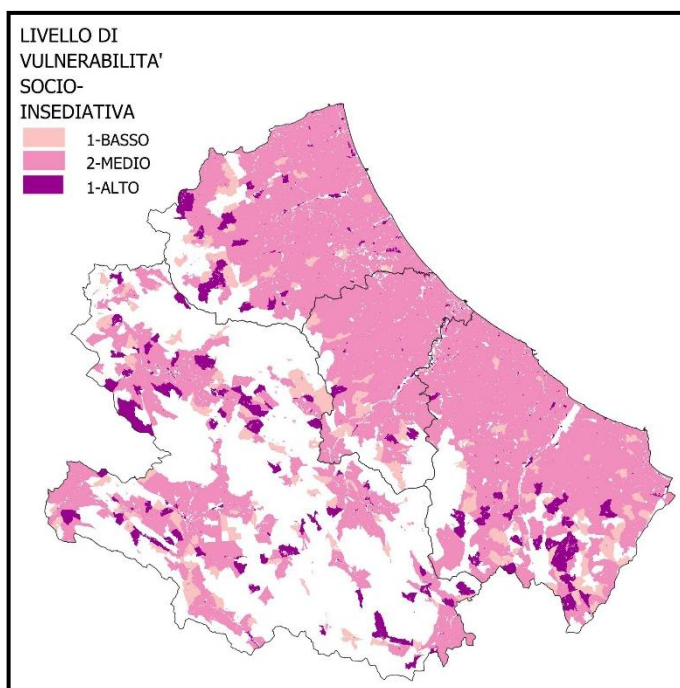 LIVELLO DI
VULNERABILITA'
SOCIO-
INSEDIATIVA
1-BASSO
2-MEDIO
1-ALTO